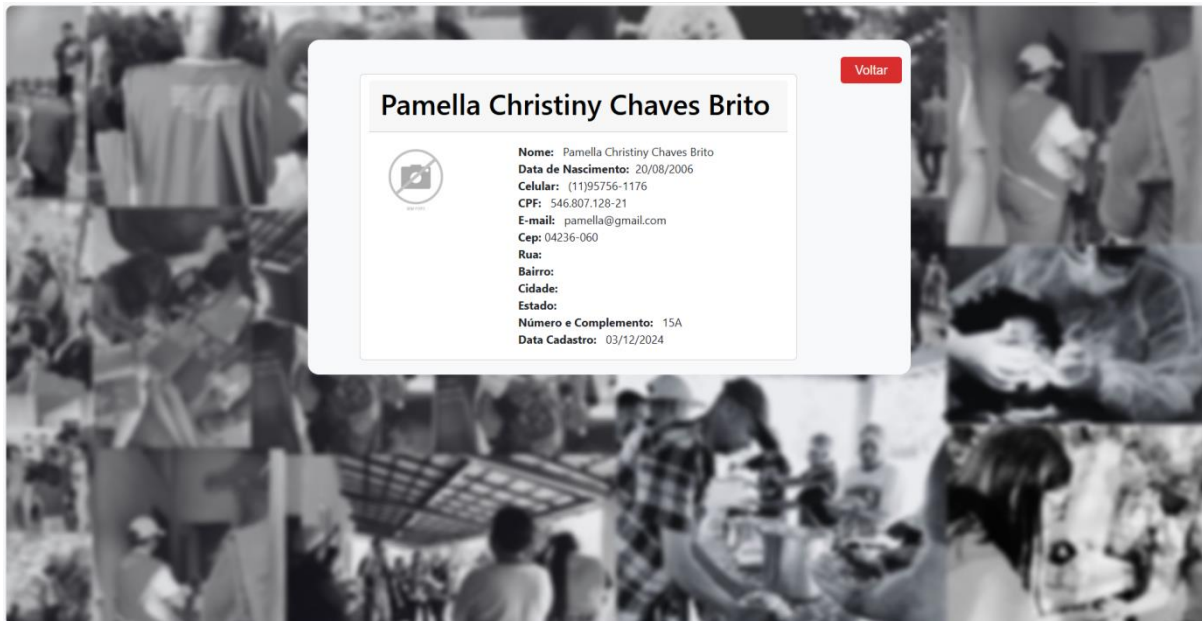 Voltar
Pamella Christiny Chaves Brito
Nome: Pamella Christiny Chaves Brito
Data de Nascimento: 20/08/2006
Celular: (11)95756-1176
CPF: 546.807.128-21
E-mail: pamella@gmail.com
Cep: 04236-060
Rua:
Bairro:
Cidade:
Estado:
Número e Complemento: 15A
Data Cadastro: 03/12/2024